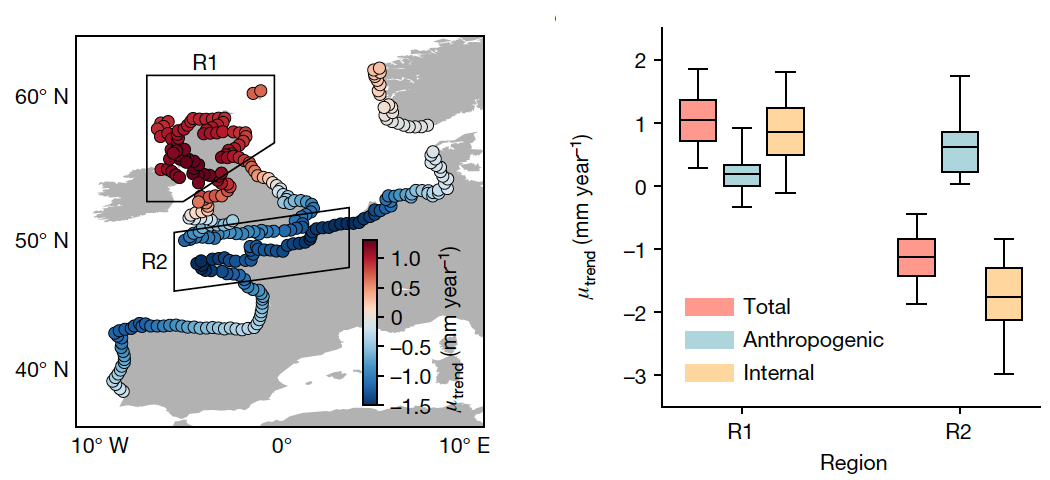 R1
60° N
50° N
R2
40° N
1.0
0.5
0
−0.5
−1.0
−1.5
μtrend (mm year⁻¹)
10° W
0°
10° E
2
1
0
−1
−2
−3
μtrend (mm year⁻¹)
Total
Anthropogenic
Internal
R1
R2
Region